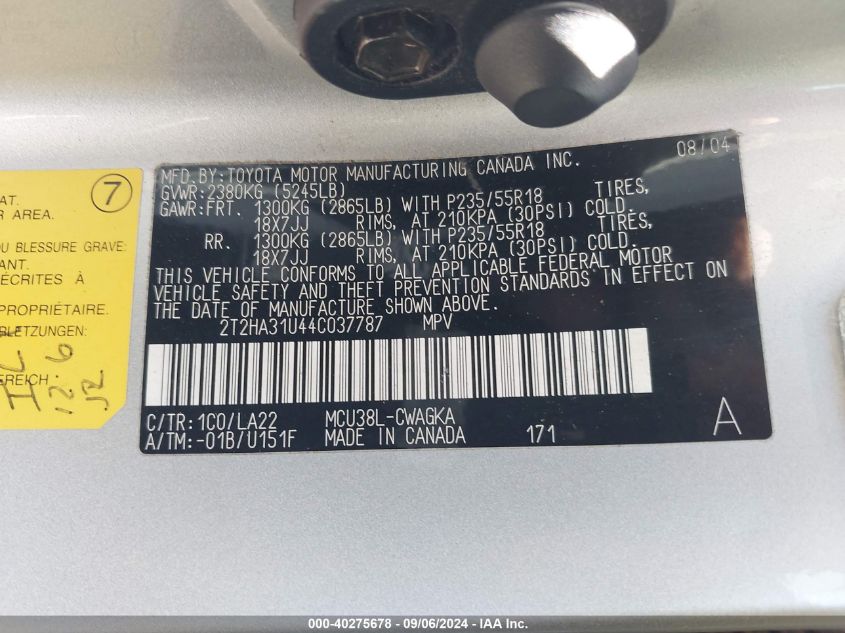 MFD. BY: TOYOTA MOTOR MANUFACTURING CANADA INC. 08/04
GVWR: 2380KG (5245LB)
GAWR: FRT. 1300KG (2865LB) WITH P235/55R18 TIRES,
18X7JJ RIMS, AT 210KPA (30PSI) COLD.
RR. 1300KG (2865LB) WITH P235/55R18 TIRES,
18X7JJ RIMS, AT 210KPA (30PSI) COLD.
THIS VEHICLE CONFORMS TO ALL APPLICABLE FEDERAL MOTOR
VEHICLE SAFETY AND THEFT PREVENTION STANDARDS IN EFFECT ON
THE DATE OF MANUFACTURE SHOWN ABOVE.
2T2HA31U44C037787 MPV
C/TR: 1C0/LA22 MCU38L-CWAGKA
A/TM: -01B/U151F MADE IN CANADA 171 A
7
AT.
R AREA.
OU BLESSURE GRAVE:
ANT.
ÉCRITES À
PROPRIÉTAIRE.
RLETZUNGEN:
EREICH
000-40275678 - 09/06/2024 - IAA Inc.